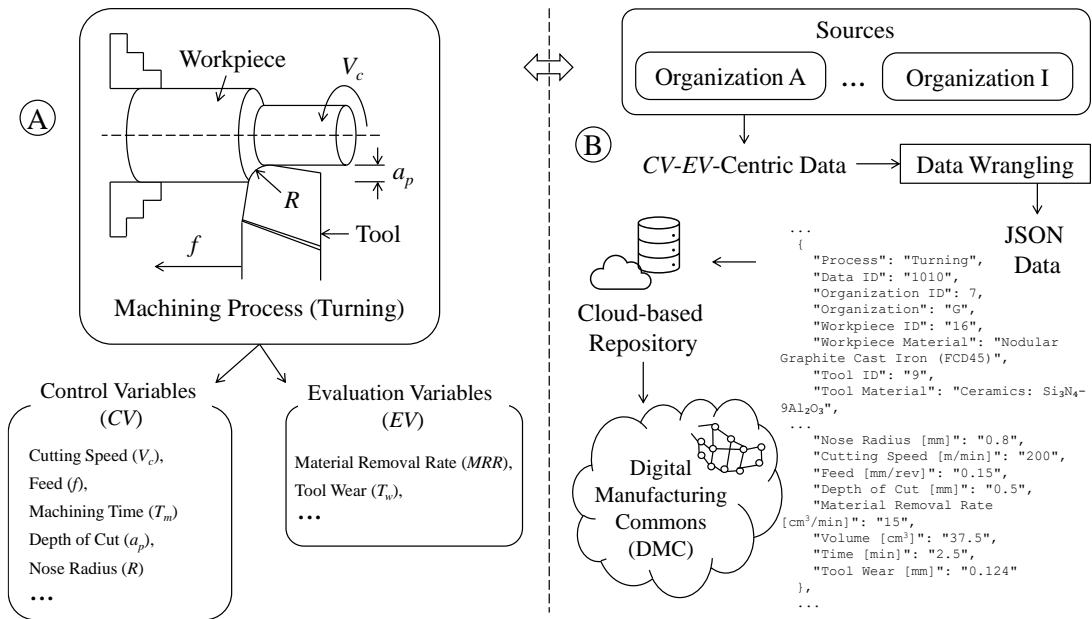 A
Workpiece
V_c
a_p
R
Tool
f
Machining Process (Turning)
Control Variables
(CV)
Cutting Speed (V_c),
Feed (f),
Machining Time (T_m)
Depth of Cut (a_p),
Nose Radius (R)
...
Evaluation Variables
(EV)
Material Removal Rate (MRR),
Tool Wear (T_w),
...
B
Sources
Organization A
...
Organization I
CV-EV-Centric Data
Data Wrangling
JSON
Data
Cloud-based
Repository
Digital
Manufacturing
Commons
(DMC)
...
{
"Process": "Turning",
"Data ID": "1010",
"Organization ID": 7,
"Organization": "G",
"Workpiece ID": "16",
"Workpiece Material": "Nodular
Graphite Cast Iron (FCD45)",
"Tool ID": "9",
"Tool Material": "Ceramics: Si₃N₄-
9Al₂O₃",
...
"Nose Radius [mm]": "0.8",
"Cutting Speed [m/min]": "200",
"Feed [mm/rev]": "0.15",
"Depth of Cut [mm]": "0.5",
"Material Removal Rate
[cm³/min]": "15",
"Volume [cm³]": "37.5",
"Time [min]": "2.5",
"Tool Wear [mm]": "0.124"
},
...